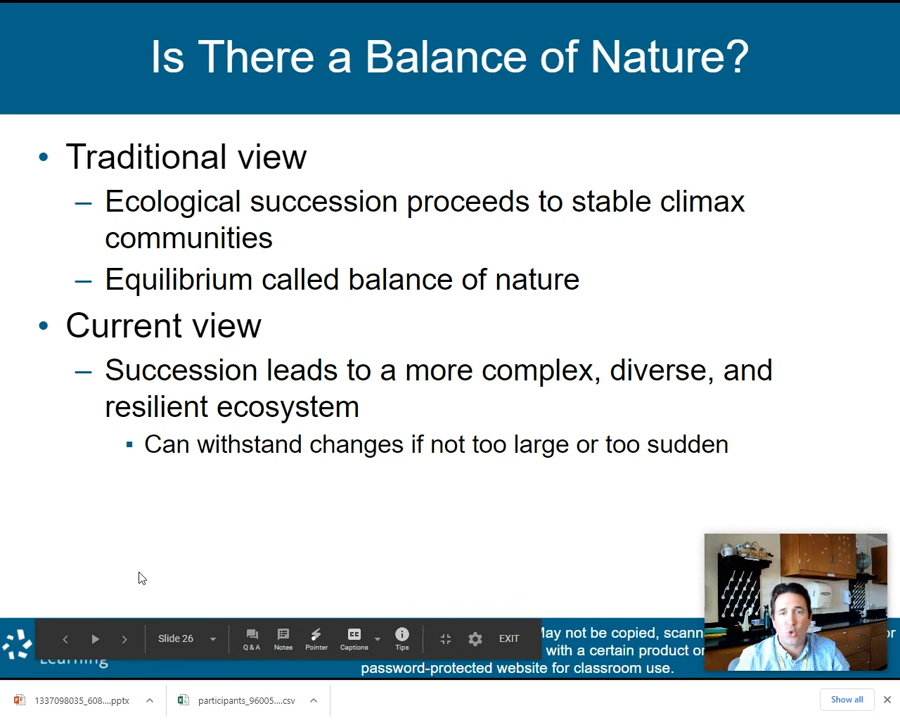 Is There a Balance of Nature?
• Traditional view
– Ecological succession proceeds to stable climax
communities
– Equilibrium called balance of nature
• Current view
– Succession leads to a more complex, diverse, and
resilient ecosystem
▪ Can withstand changes if not too large or too sudden
Slide 26
Q & A
Notes
Pointer
CC
Captions
Tips
EXIT
May not be copied, scann
or
with a certain product or
Learning
password-protected website for classroom use.
1337098035_608....pptx
participants_96005....csv
Show all